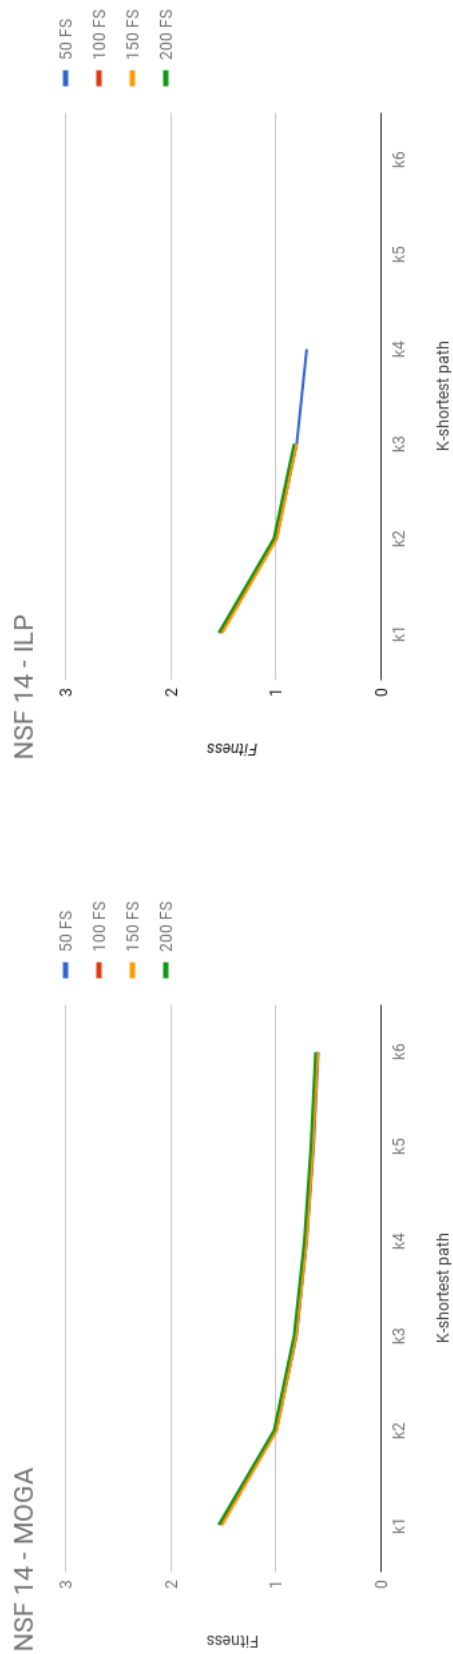 NSF 14 - MOGA
50 FS
100 FS
150 FS
200 FS
3
2
1
0
Fitness
k1 k2 k3 k4 k5 k6
K-shortest path
NSF 14 - ILP
50 FS
100 FS
150 FS
200 FS
3
2
1
0
Fitness
k1 k2 k3 k4 k5 k6
K-shortest path